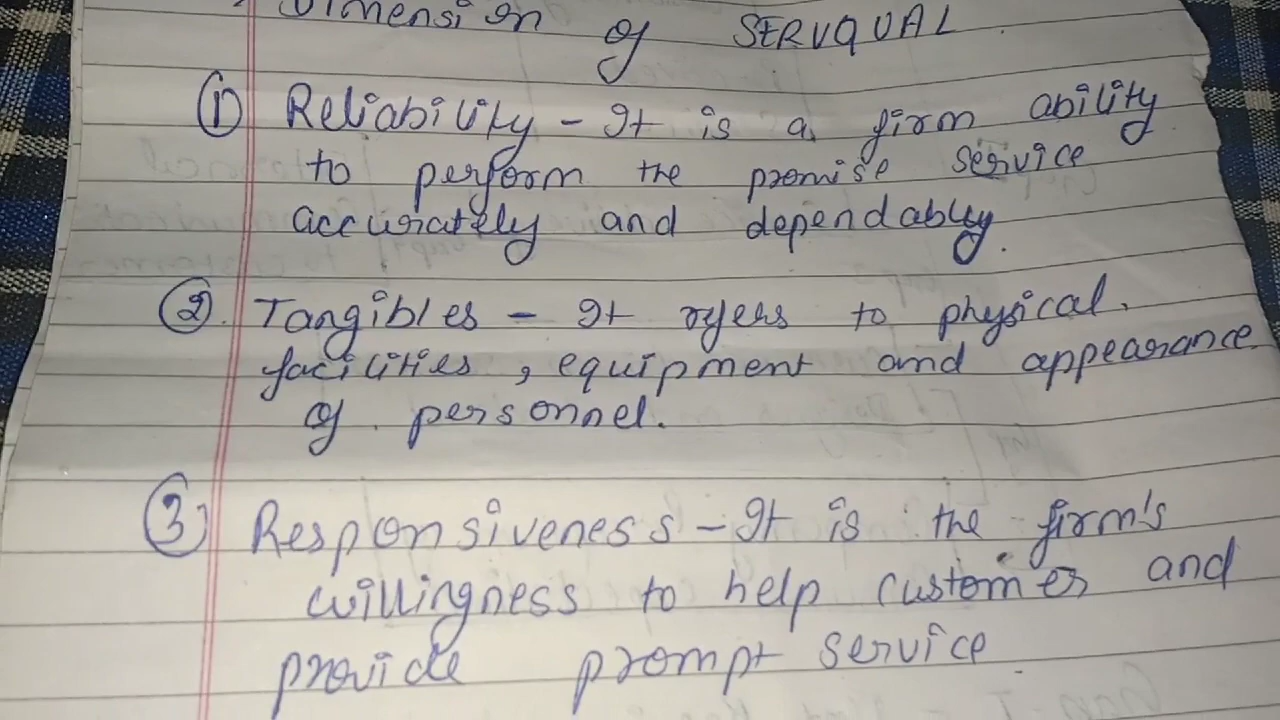 Dimension of SERVQUAL
① Reliability - It is a firm ability
to perform the promise service
accurately and dependably.
②. Tangibles - It refers to physical.
facilities, equipment and appearance
of personnel.
③ Responsiveness - It is the firm's
willingness to help customer and
provide prompt service